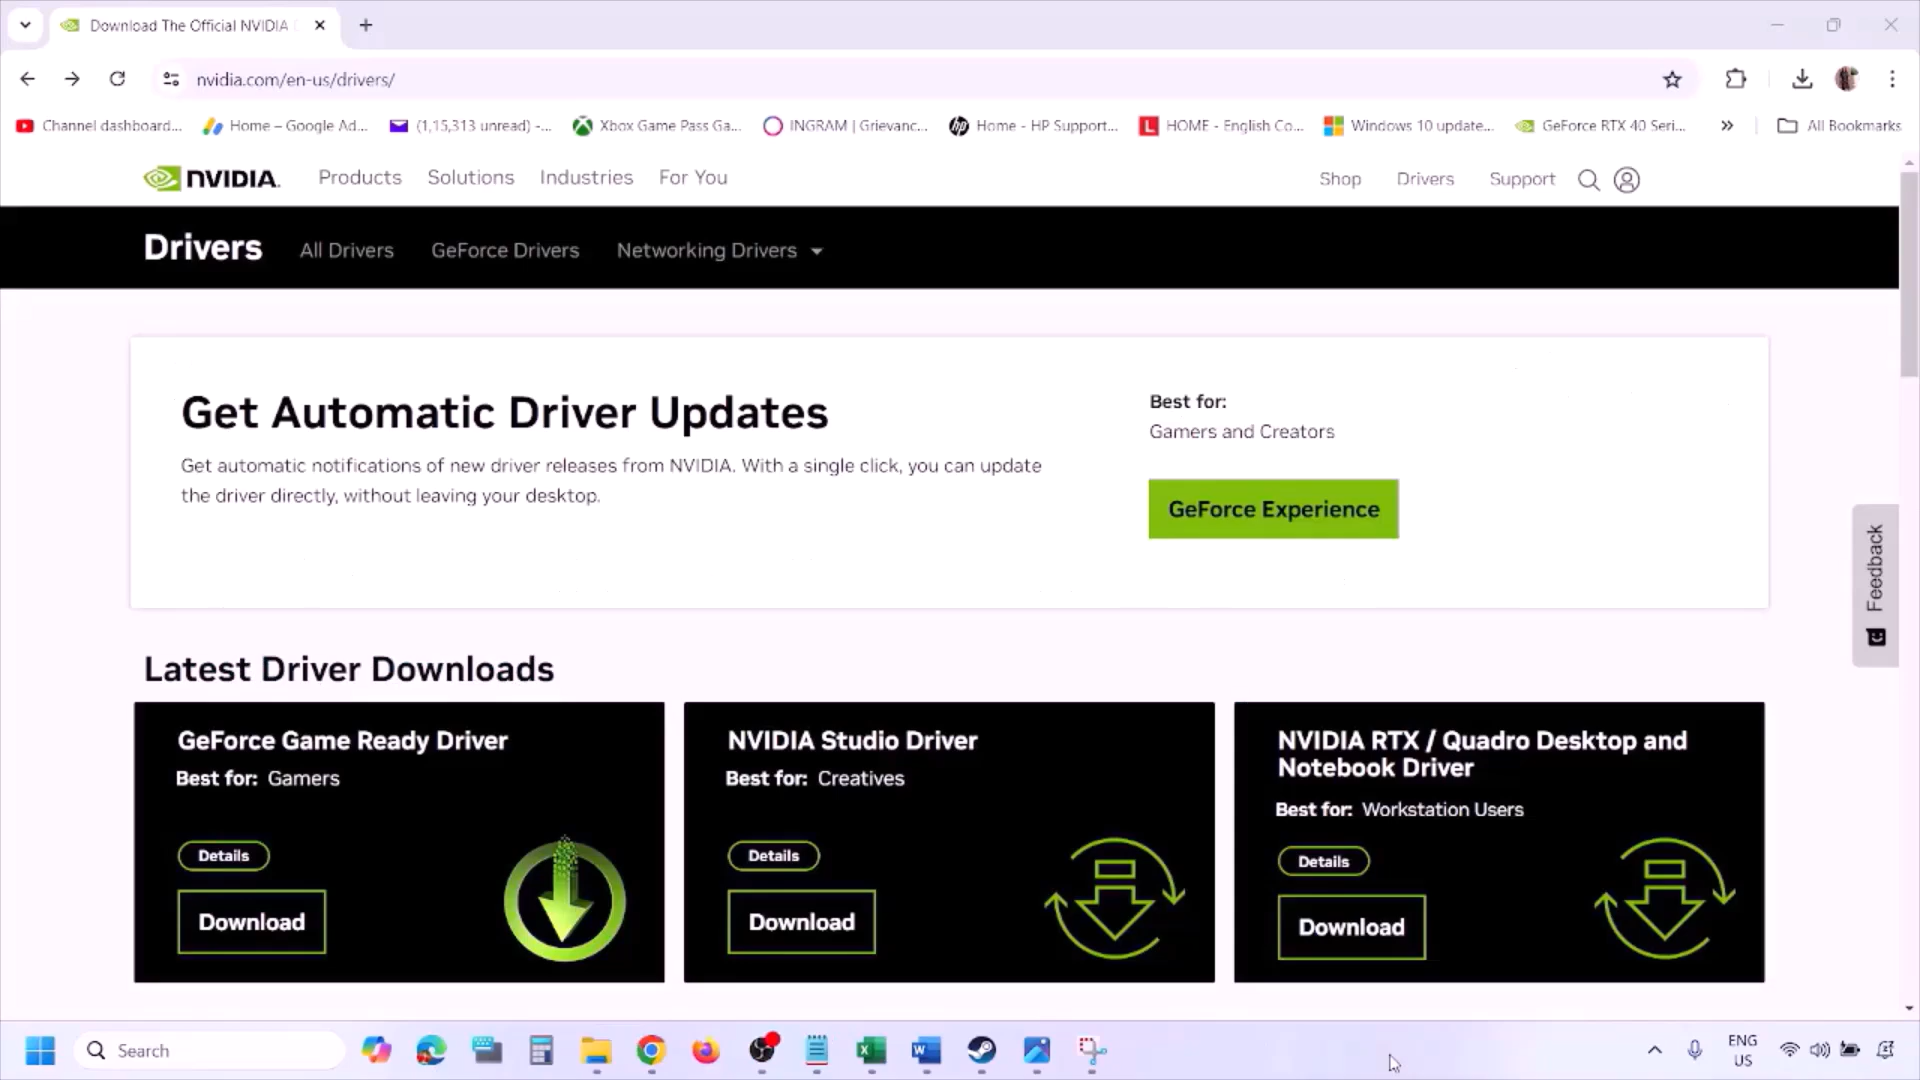 Download The Official NVIDIA
nvidia.com/en-us/drivers/
Channel dashboard...
Home – Google Ad...
(1,15,313 unread) -...
Xbox Game Pass Ga...
INGRAM | Grievanc...
Home - HP Support...
HOME - English Co...
Windows 10 update...
GeForce RTX 40 Seri...
All Bookmarks
NVIDIA.
Products
Solutions
Industries
For You
Shop
Drivers
Support
Drivers
All Drivers
GeForce Drivers
Networking Drivers
Get Automatic Driver Updates
Get automatic notifications of new driver releases from NVIDIA. With a single click, you can update
the driver directly, without leaving your desktop.
Best for:
Gamers and Creators
GeForce Experience
Feedback
Latest Driver Downloads
GeForce Game Ready Driver
Best for: Gamers
Details
Download
NVIDIA Studio Driver
Best for: Creatives
Details
Download
NVIDIA RTX / Quadro Desktop and
Notebook Driver
Best for: Workstation Users
Details
Download
Search
ENG
US